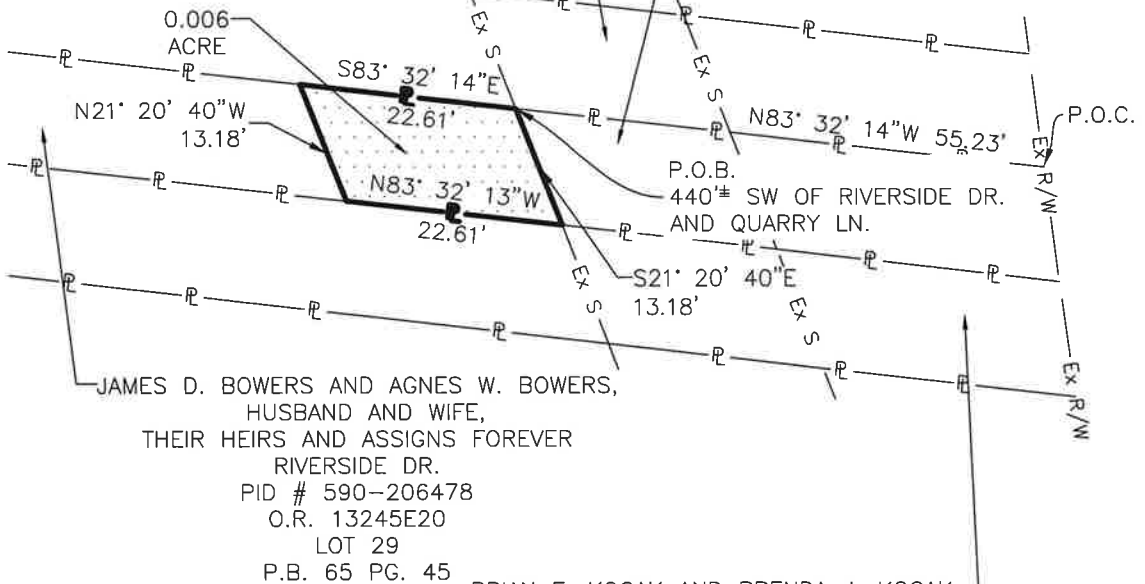 0.006
ACRE
S83° 32' 14"E
22.61'
N21° 20' 40"W
13.18'
N83° 32' 14"W 55.23'
P.O.C.
P.O.B.
440'± SW OF RIVERSIDE DR.
AND QUARRY LN.
N83° 32' 13"W
22.61'
S21° 20' 40"E
13.18'
Ex S
Ex S
Ex S
Ex S
Ex R/W
Ex R/W
JAMES D. BOWERS AND AGNES W. BOWERS,
HUSBAND AND WIFE,
THEIR HEIRS AND ASSIGNS FOREVER
RIVERSIDE DR.
PID # 590-206478
O.R. 13245E20
LOT 29
P.B. 65 PG. 45